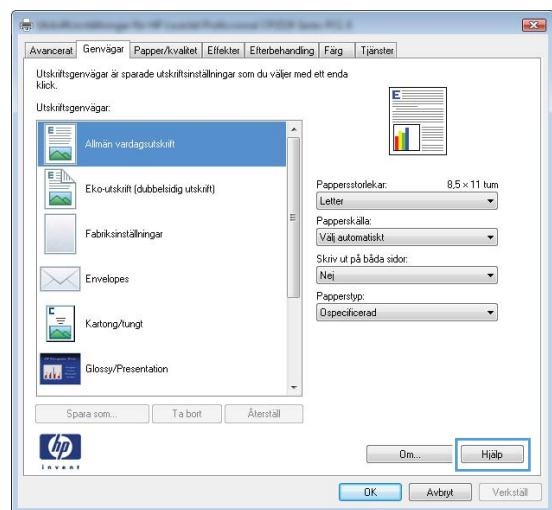 Avancerat Genvägar Papper/kvalitet Effekter Efterbehandling Färg Tjänster
Utskriftsgenvägar är sparade utskriftsinställningar som du väljer med ett enda
klick.
Utskriftsgenvägar:
Allmän vardagsutskrift
Eko-utskrift (dubbelsidig utskrift)
Fabriksinställningar
Envelopes
Kartong/tungt
Glossy/Presentation
Pappersstorlekar: 8,5 × 11 tum
Letter
Papperskälla:
Välj automatiskt
Skriv ut på båda sidor:
Nej
Papperstyp:
Ospecificerad
Spara som... Ta bort Återställ
hp
invent
Om... Hjälp
OK Avbryt Verkställ